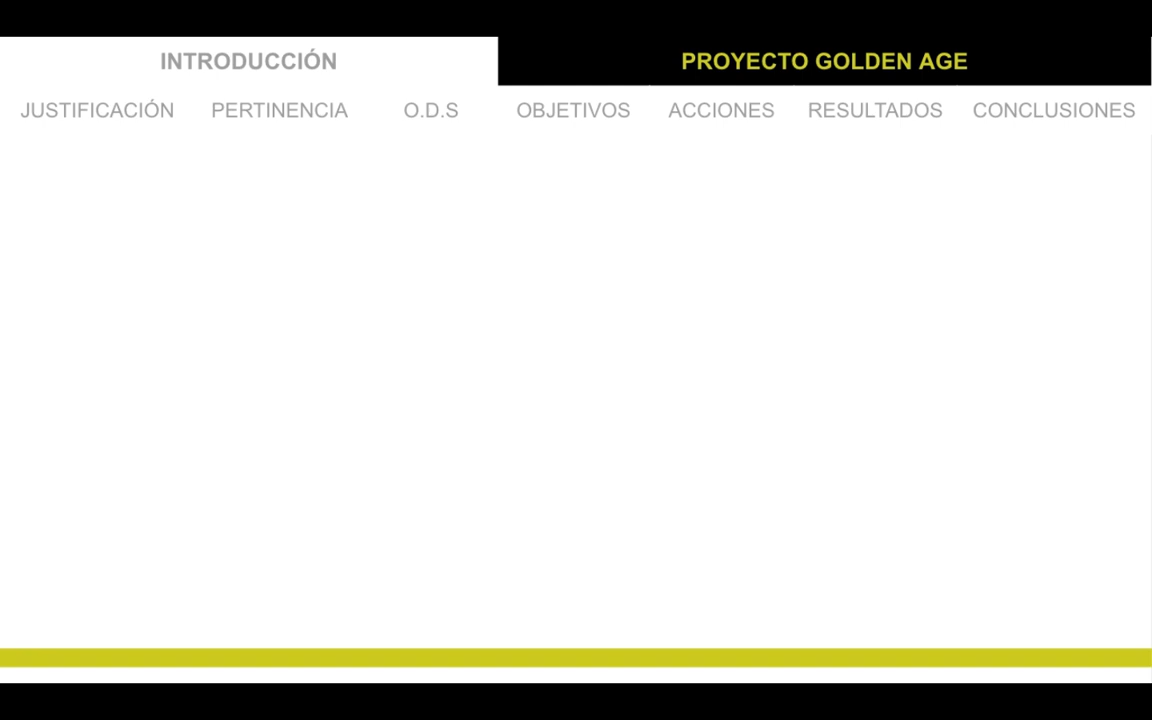 INTRODUCCIÓN PROYECTO GOLDEN AGE
JUSTIFICACIÓN PERTINENCIA O.D.S OBJETIVOS ACCIONES RESULTADOS CONCLUSIONES